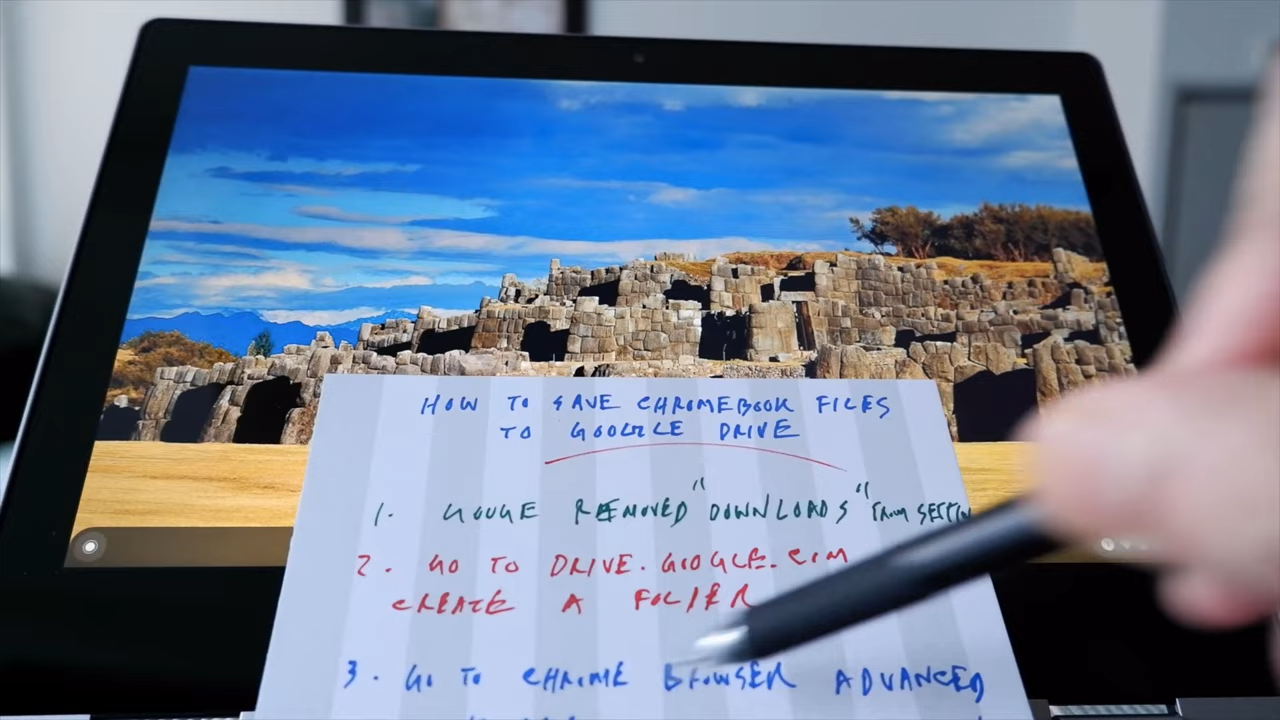 HOW TO SAVE CHROMEBOOK FILES
TO GOOGLE DRIVE
1. GOOGLE REMOVED "DOWNLOADS" FROM SETTIN
2. GO TO DRIVE.GOOGLE.COM
CREATE A FOLDER
3. GO TO CHROME BROWSER ADVANCED